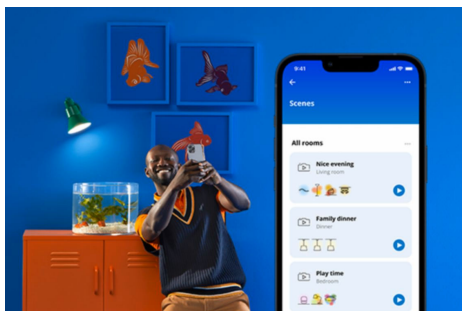 9:41
Scenes
All rooms
Nice evening
Living room
Family dinner
Dinner
Play time
Bedroom